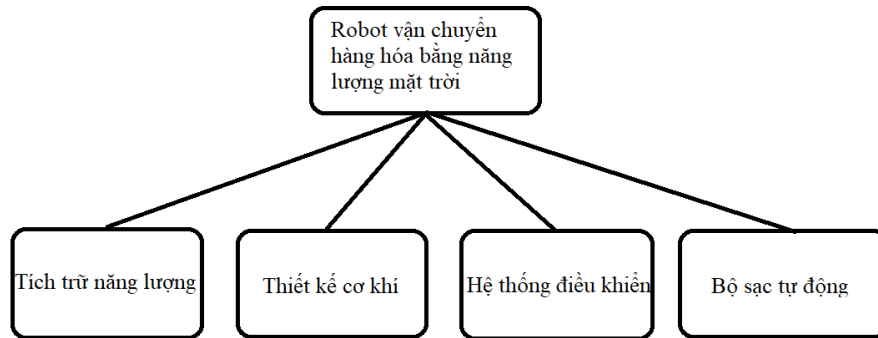 Robot vận chuyển
hàng hóa bằng năng
lượng mặt trời
Tích trữ năng lượng
Thiết kế cơ khí
Hệ thống điều khiển
Bộ sạc tự động